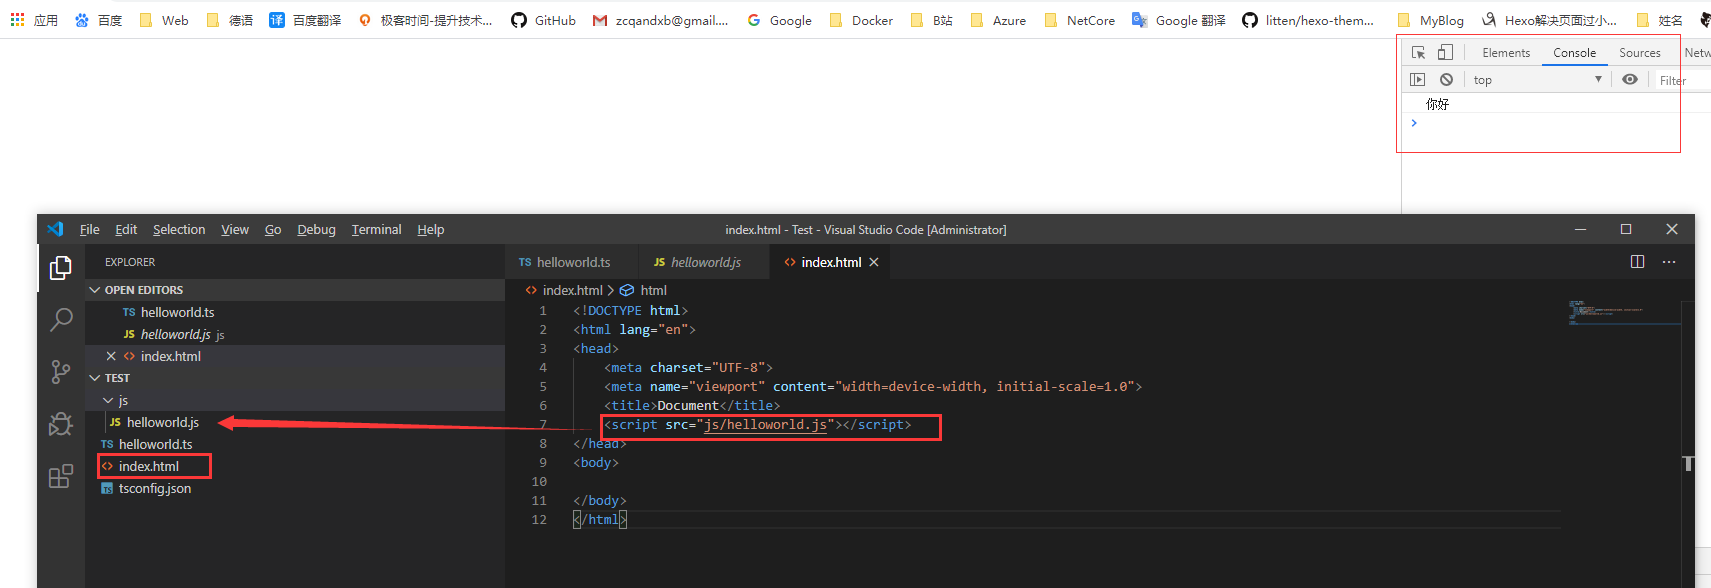 应用 百度 Web 德语 译 百度翻译 极客时间-提升技术... GitHub zcqandxb@gmail.... Google Docker B站 Azure NetCore Google 翻译 litten/hexo-them... MyBlog Hexo解决页面过小... 姓名
Elements Console Sources Netw
top Filter
你好
File Edit Selection View Go Debug Terminal Help index.html - Test - Visual Studio Code [Administrator]
EXPLORER
OPEN EDITORS
TS helloworld.ts
JS helloworld.js js
index.html
TEST
js
JS helloworld.js
TS helloworld.ts
index.html
TS tsconfig.json
TS helloworld.ts JS helloworld.js index.html
index.html html
1 <!DOCTYPE html>
2 <html lang="en">
3 <head>
4 <meta charset="UTF-8">
5 <meta name="viewport" content="width=device-width, initial-scale=1.0">
6 <title>Document</title>
7 <script src="js/helloworld.js"></script>
8 </head>
9 <body>
10
11 </body>
12 </html>